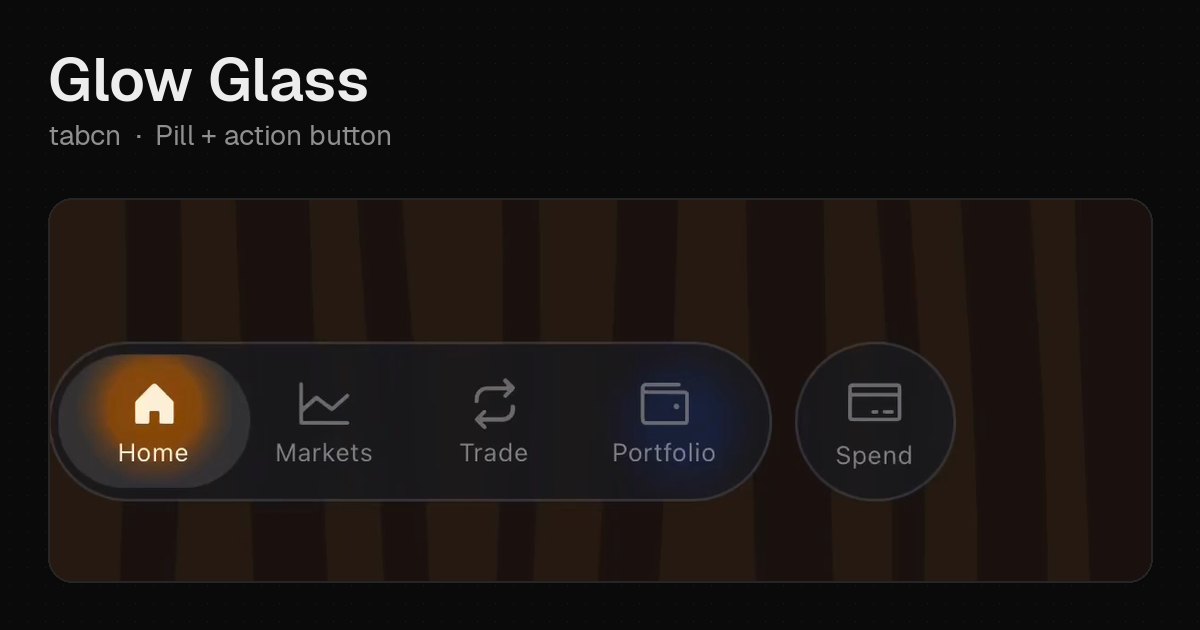 Glow Glass
tabcn · Pill + action button
Home Markets Trade Portfolio Spend